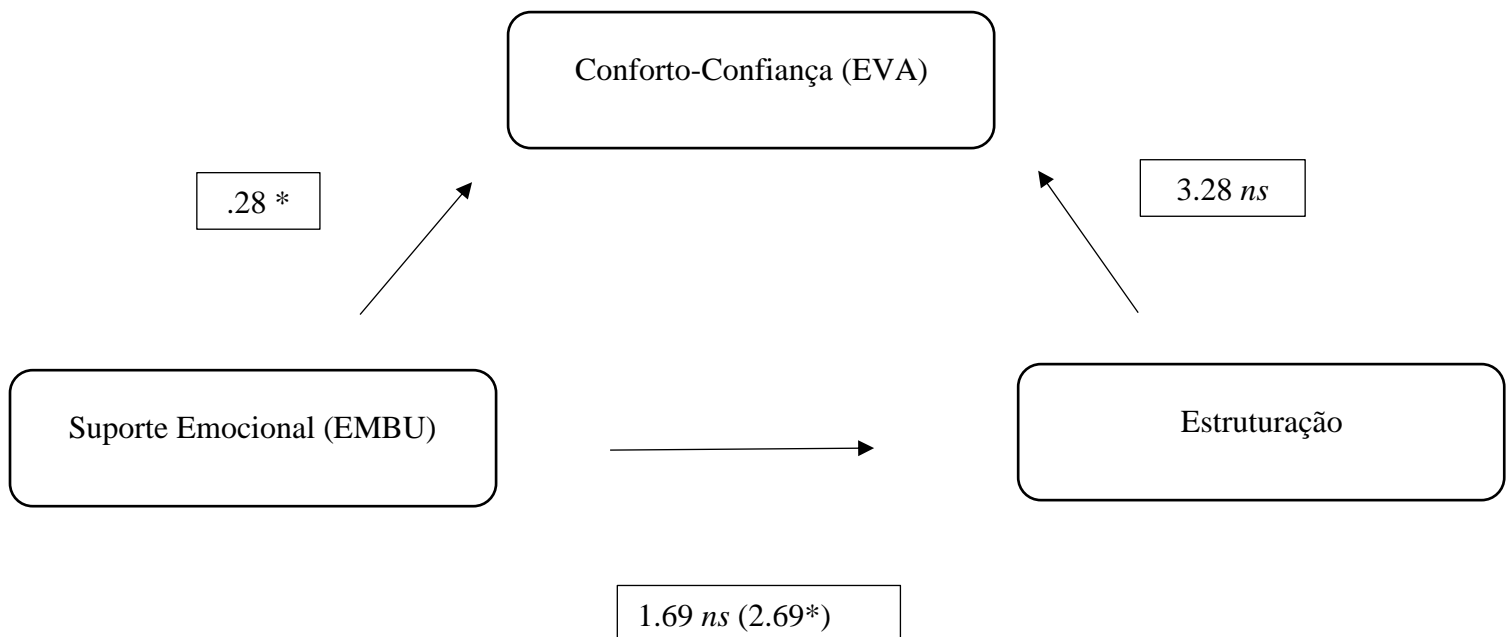 Conforto-Confiança (EVA)
.28 *
3.28 ns
Suporte Emocional (EMBU)
Estruturação
1.69 ns (2.69*)